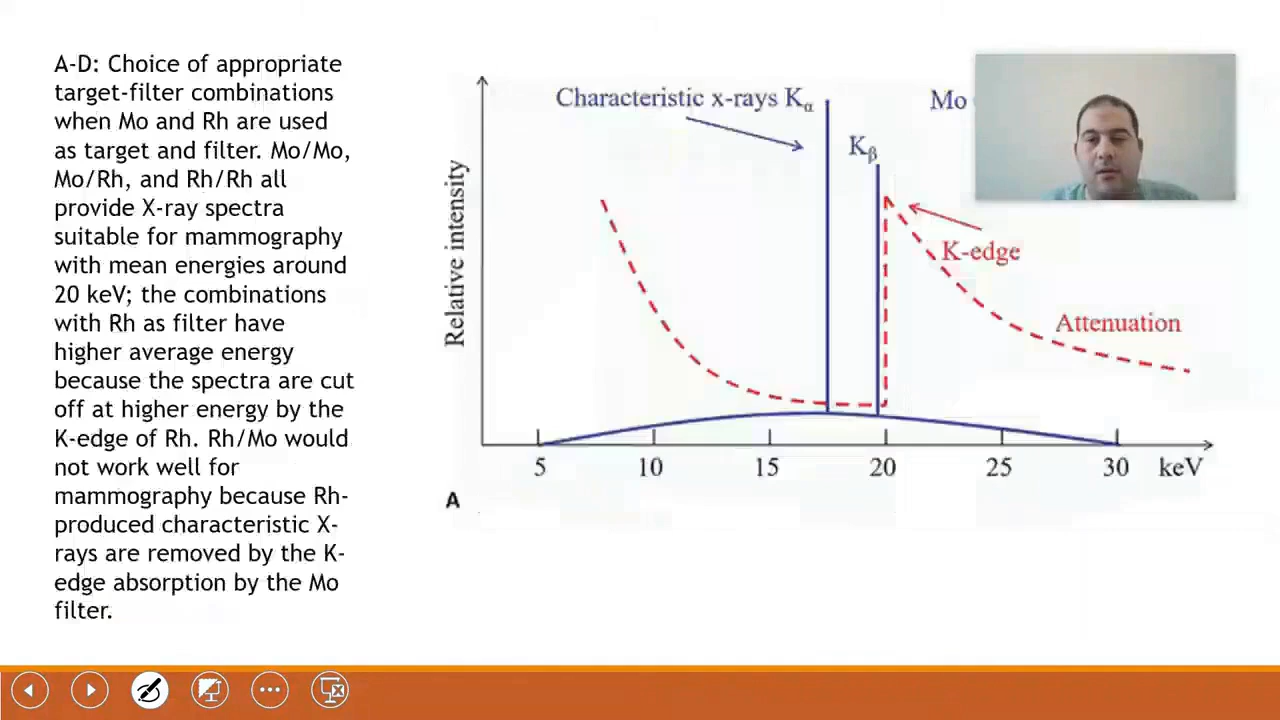 A-D: Choice of appropriate
target-filter combinations
when Mo and Rh are used
as target and filter. Mo/Mo,
Mo/Rh, and Rh/Rh all
provide X-ray spectra
suitable for mammography
with mean energies around
20 keV; the combinations
with Rh as filter have
higher average energy
because the spectra are cut
off at higher energy by the
K-edge of Rh. Rh/Mo would
not work well for
mammography because Rh-
produced characteristic X-
rays are removed by the K-
edge absorption by the Mo
filter.
Characteristic x-rays Kα
Mo
Kβ
K-edge
Attenuation
Relative intensity
5 10 15 20 25 30 keV
A